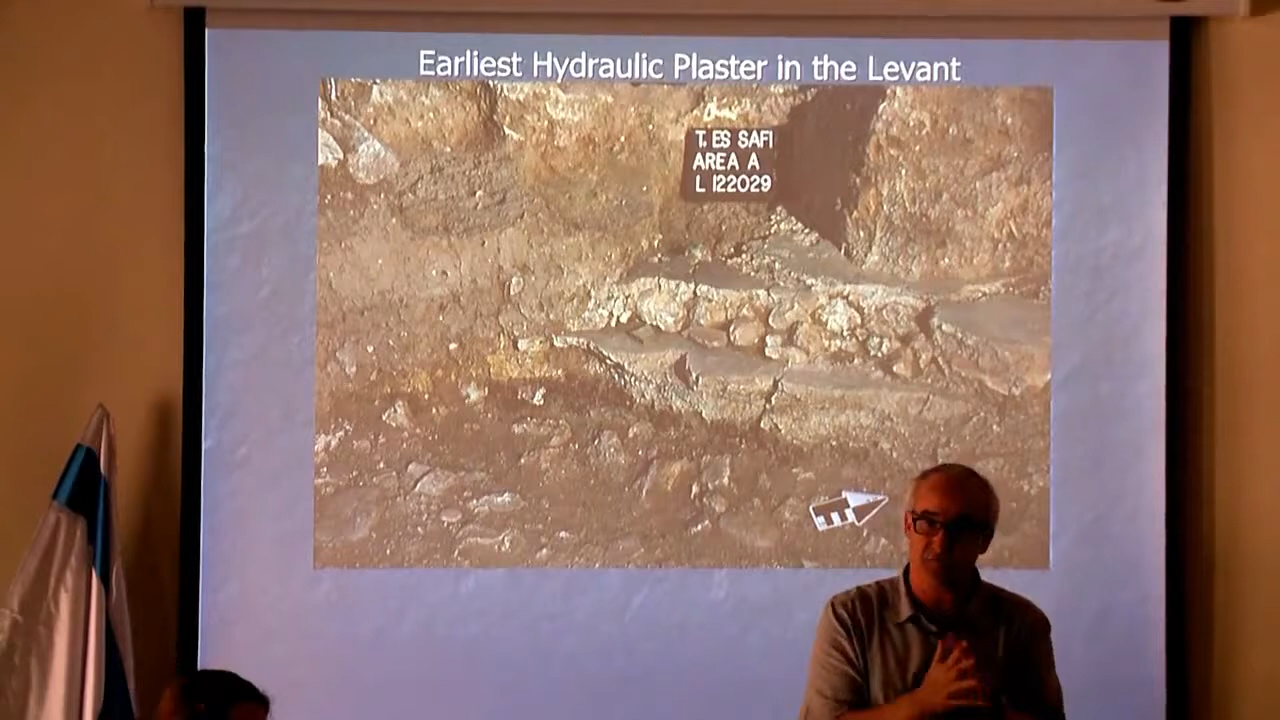 Earliest Hydraulic Plaster in the Levant
T. ES SAFI
AREA A
L 122029